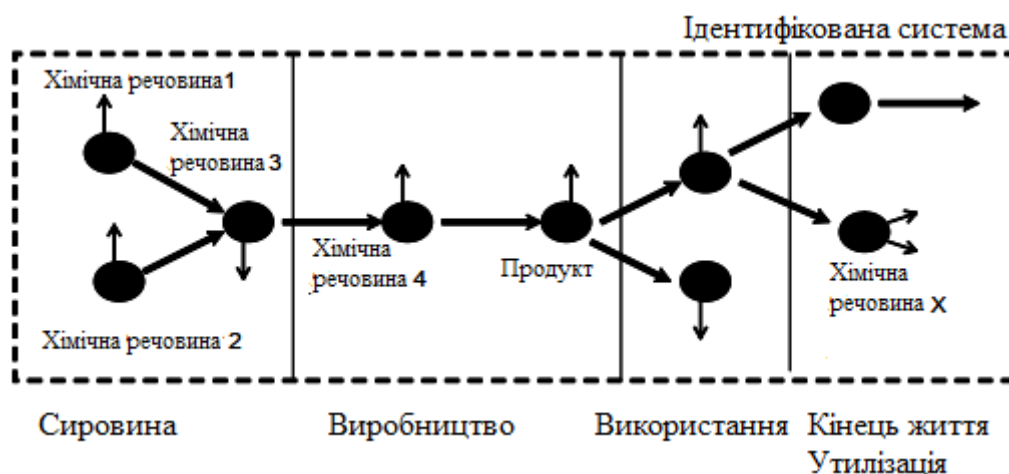 Ідентифікована система
Хімічна речовина 1
Хімічна
речовина 3
Хімічна речовина 2
Хімічна
речовина 4
Продукт
Хімічна
речовина X
Сировина
Виробництво
Використання
Кінець життя
Утилізація